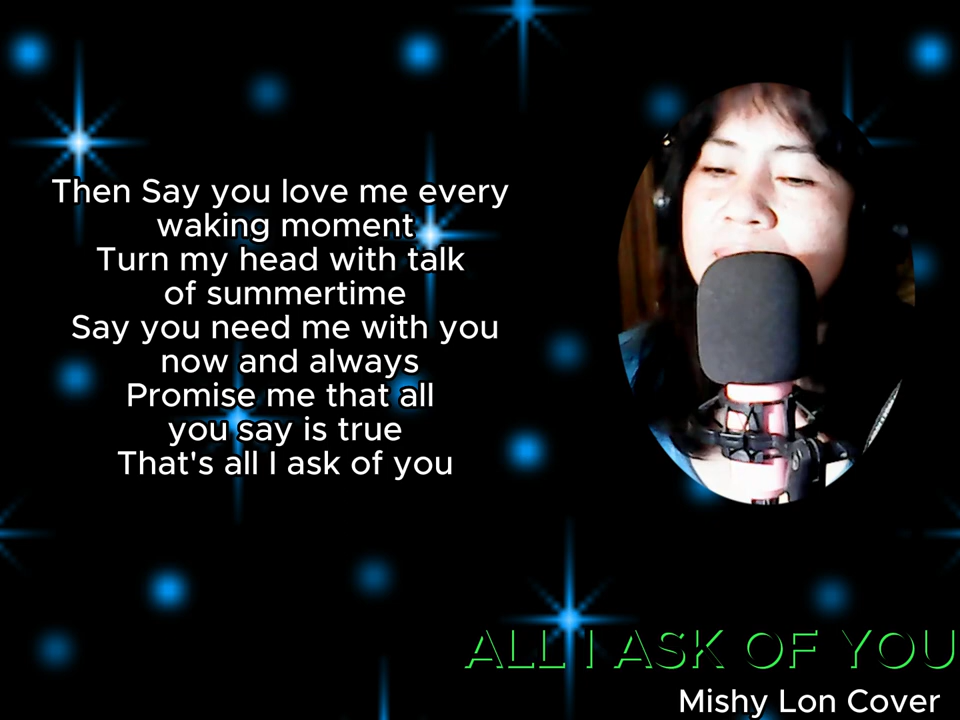 Then Say you love me every
waking moment
Turn my head with talk
of summertime
Say you need me with you
now and always
Promise me that all
you say is true
That's all I ask of you
ALL I ASK OF YOU
Mishy Lon Cover